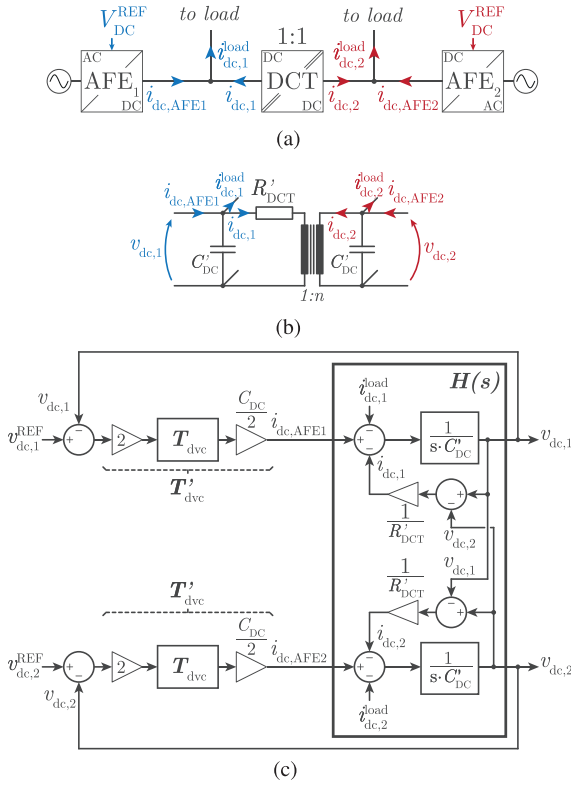 to load
to load
V_DC^REF
i_dc,1^load
1:1
i_dc,2^load
V_DC^REF
AC
AFE_1
DC
DC
DCT
DC
DC
AFE_2
AC
i_dc,AFE1
i_dc,1
i_dc,2
i_dc,AFE2
(a)
i_dc,AFE1
i_dc,1^load
R'_DCT
i_dc,2^load
i_dc,AFE2
i_dc,1
i_dc,2
v_dc,1
C'_DC
C'_DC
v_dc,2
1:n
(b)
H(s)
v_dc,1
C_DC/2
i_dc,1^load
v_dc,1^REF
+
−
2
T_dvc
i_dc,AFE1
+
−
−
1/(s·C'_DC)
v_dc,1
T'_dvc
i_dc,1
1/R'_DCT
−
+
v_dc,2
v_dc,1
T'_dvc
1/R'_DCT
−
+
C_DC/2
i_dc,2
v_dc,2^REF
+
−
2
T_dvc
i_dc,AFE2
+
−
−
1/(s·C'_DC)
v_dc,2
v_dc,2
i_dc,2^load
(c)